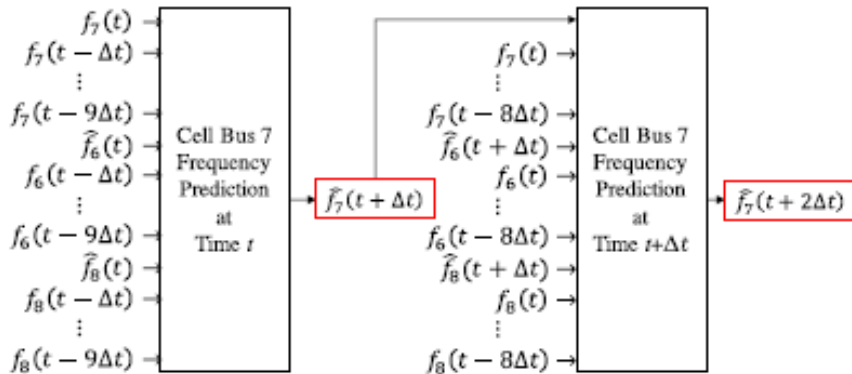 f₇(t)
f₇(t − Δt)
⋮
f₇(t − 9Δt)
f̂₆(t)
f₆(t − Δt)
⋮
f₆(t − 9Δt)
f̂₈(t)
f₈(t − Δt)
⋮
f₈(t − 9Δt)
Cell Bus 7
Frequency
Prediction
at
Time t
f̂₇(t + Δt)
f₇(t)
⋮
f₇(t − 8Δt)
f̂₆(t + Δt)
f₆(t)
⋮
f₆(t − 8Δt)
f̂₈(t + Δt)
f₈(t)
⋮
f₈(t − 8Δt)
Cell Bus 7
Frequency
Prediction
at
Time t+Δt
f̂₇(t + 2Δt)